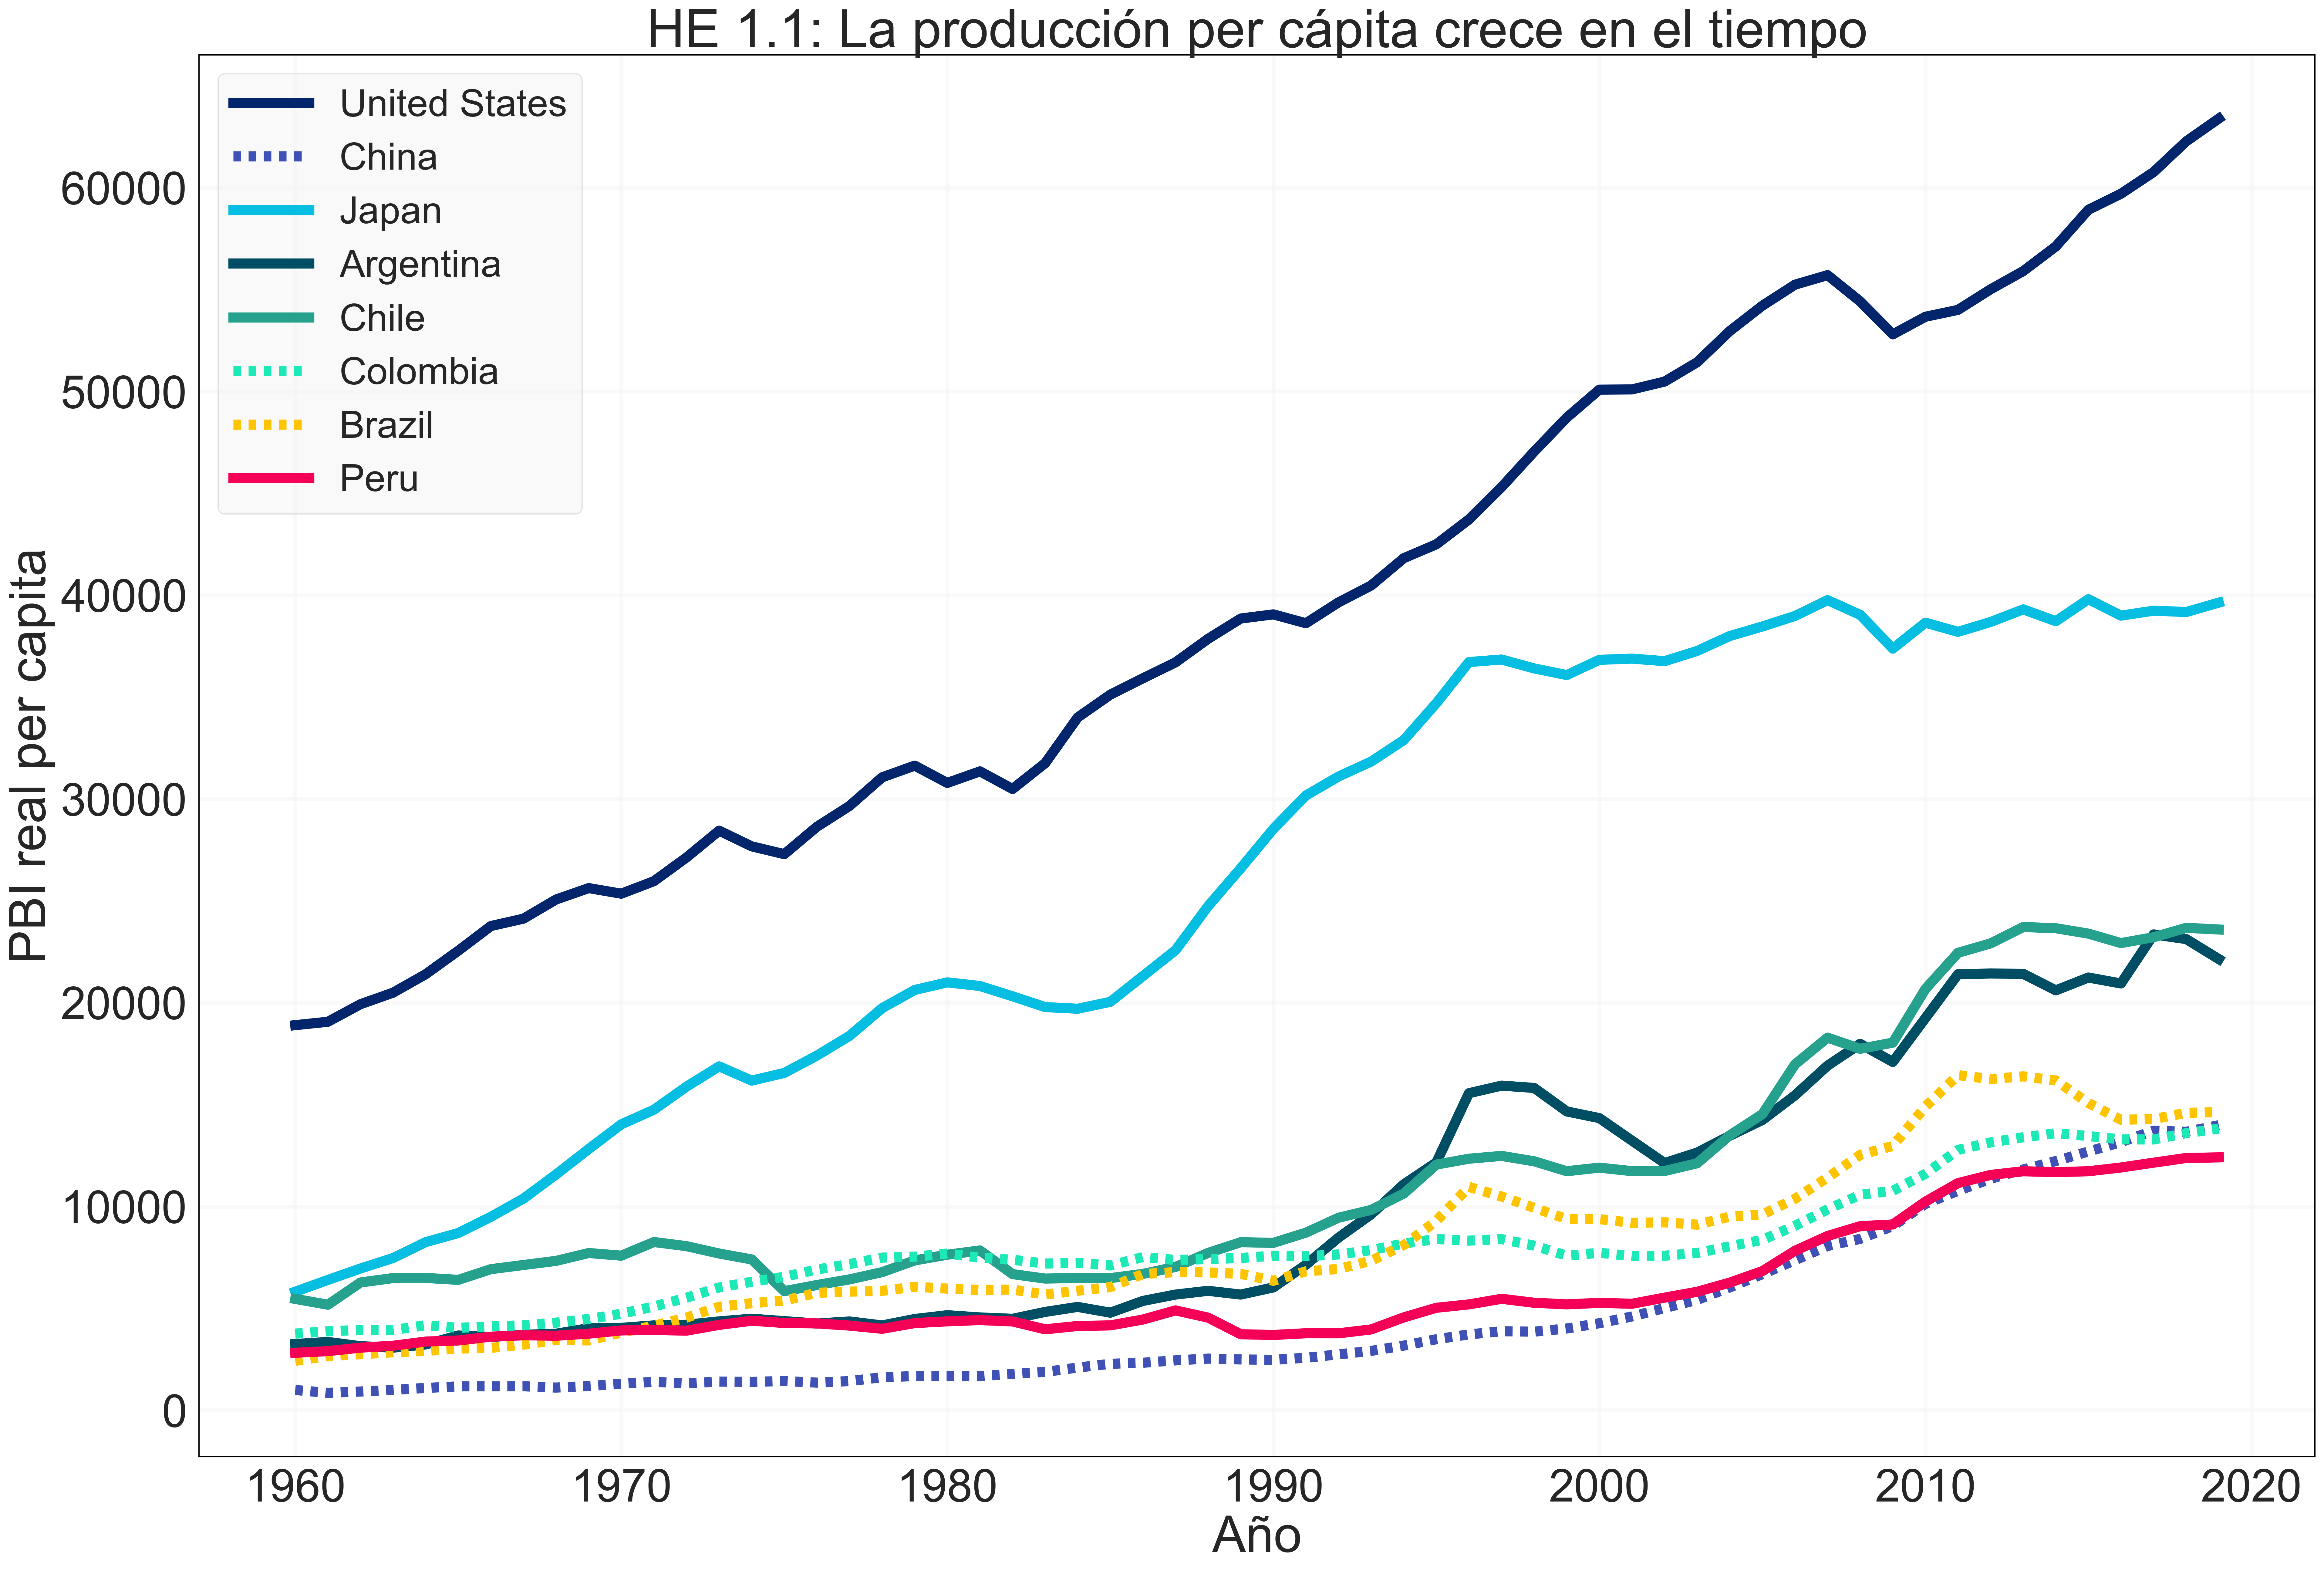 HE 1.1: La producción per cápita crece en el tiempo
United States
China
Japan
Argentina
Chile
Colombia
Brazil
Peru
PBI real per capita
60000
50000
40000
30000
20000
10000
0
1960 1970 1980 1990 2000 2010 2020
Año